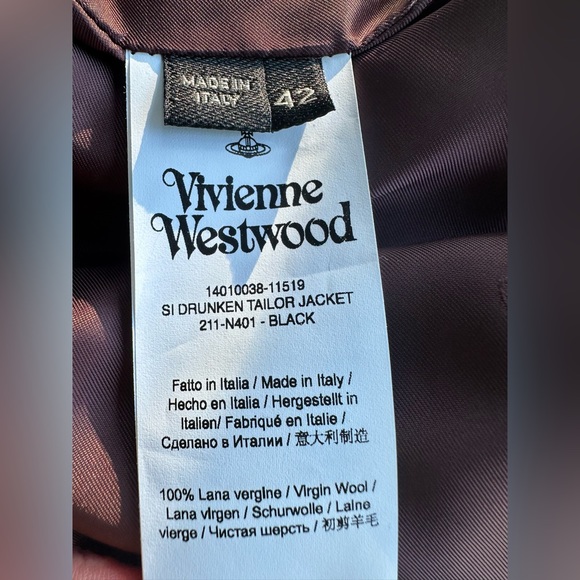 MADE IN
ITALY
42
Vivienne
Westwood
14010038-11519
SI DRUNKEN TAILOR JACKET
211-N401 - BLACK
Fatto in Italia / Made in Italy /
Hecho en Italia / Hergestellt in
Italien/ Fabriqué en Italie /
Сделано в Италии / 意大利制造
100% Lana vergine / Virgin Wool /
Lana virgen / Schurwolle / Laine
vierge / Чистая шерсть / 初剪羊毛